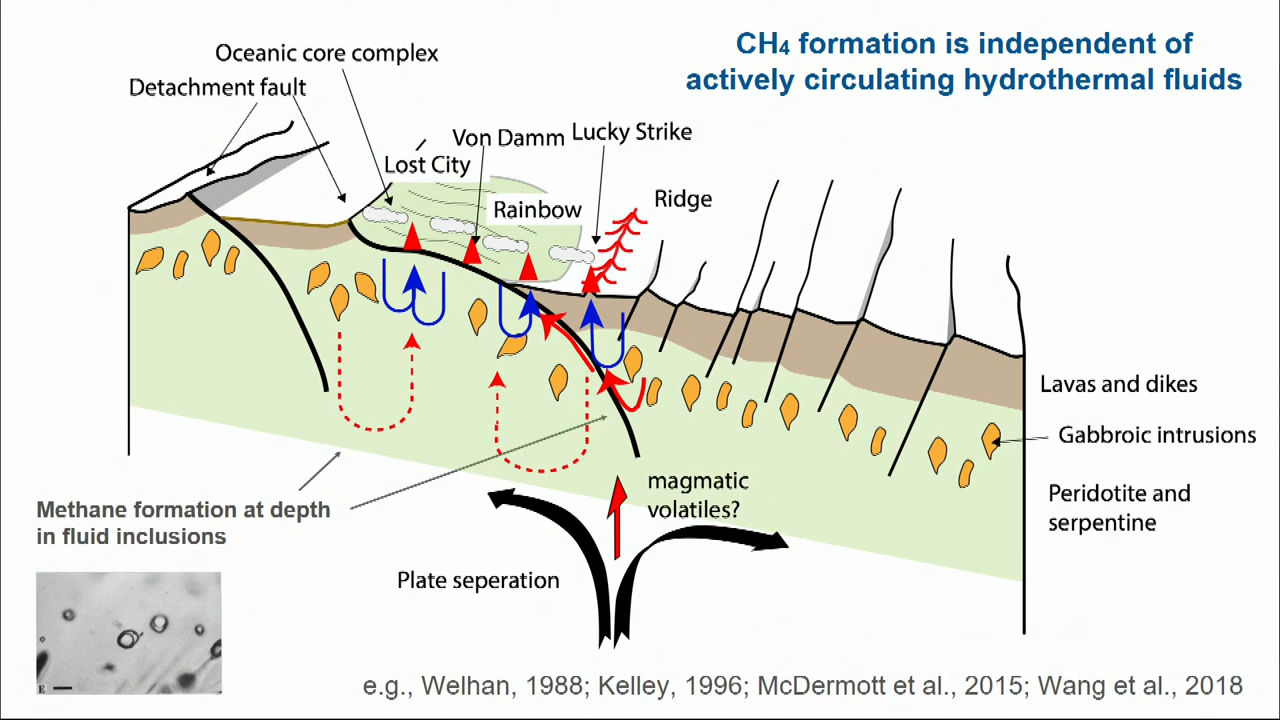 CH4 formation is independent of
actively circulating hydrothermal fluids
Oceanic core complex
Detachment fault
Von Damm
Lucky Strike
Lost City
Rainbow
Ridge
Lavas and dikes
Gabbroic intrusions
Peridotite and
serpentine
magmatic
volatiles?
Methane formation at depth
in fluid inclusions
Plate seperation
E
e.g., Welhan, 1988; Kelley, 1996; McDermott et al., 2015; Wang et al., 2018